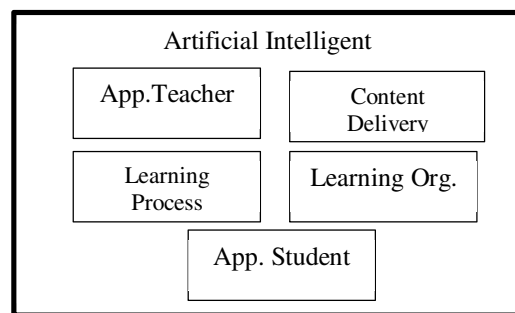 Artificial Intelligent
App.Teacher
Content
Delivery
Learning
Process
Learning Org.
App. Student